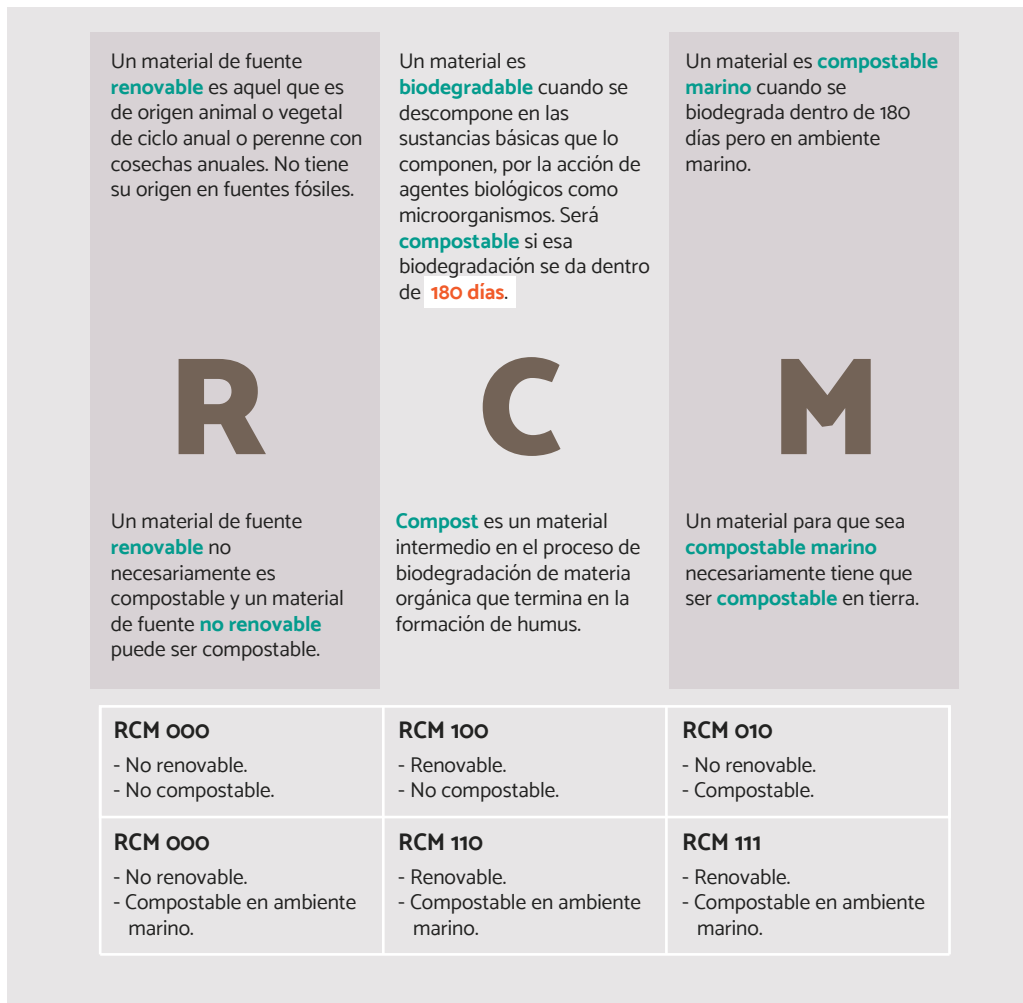 Un material de fuente
renovable es aquel que es
de origen animal o vegetal
de ciclo anual o perenne con
cosechas anuales. No tiene
su origen en fuentes fósiles.
Un material es
biodegradable cuando se
descompone en las
sustancias básicas que lo
componen, por la acción de
agentes biológicos como
microorganismos. Será
compostable si esa
biodegradación se da dentro
de 180 días.
Un material es compostable
marino cuando se
biodegrada dentro de 180
días pero en ambiente
marino.
R
C
M
Un material de fuente
renovable no
necesariamente es
compostable y un material
de fuente no renovable
puede ser compostable.
Compost es un material
intermedio en el proceso de
biodegradación de materia
orgánica que termina en la
formación de humus.
Un material para que sea
compostable marino
necesariamente tiene que
ser compostable en tierra.
RCM 000
- No renovable.
- No compostable.
RCM 100
- Renovable.
- No compostable.
RCM 010
- No renovable.
- Compostable.
RCM 000
- No renovable.
- Compostable en ambiente
marino.
RCM 110
- Renovable.
- Compostable en ambiente
marino.
RCM 111
- Renovable.
- Compostable en ambiente
marino.